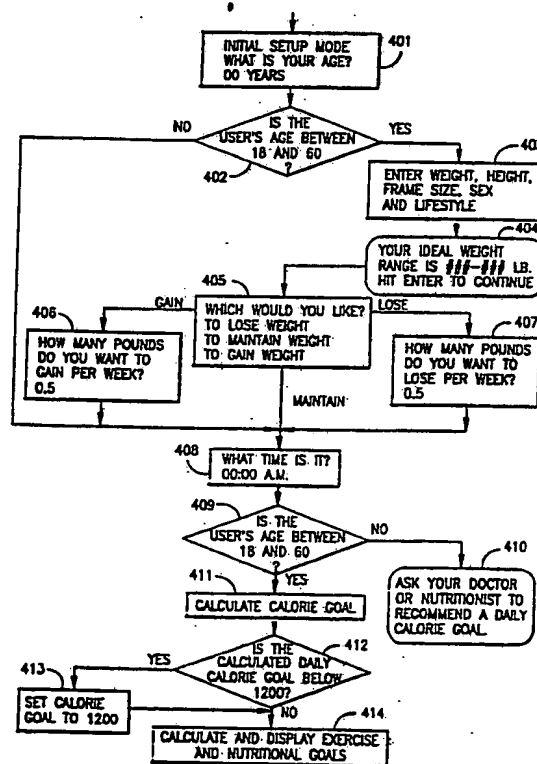 401
INITIAL SETUP MODE
WHAT IS YOUR AGE?
00 YEARS
NO
IS THE
USER'S AGE BETWEEN
18 AND 60
?
YES
402
403
ENTER WEIGHT, HEIGHT,
FRAME SIZE, SEX
AND LIFESTYLE
404
YOUR IDEAL WEIGHT
RANGE IS ###-### LB.
HIT ENTER TO CONTINUE
405
406
GAIN
WHICH WOULD YOU LIKE?
TO LOSE WEIGHT
TO MAINTAIN WEIGHT
TO GAIN WEIGHT
LOSE
407
HOW MANY POUNDS
DO YOU WANT TO
GAIN PER WEEK?
0.5
HOW MANY POUNDS
DO YOU WANT TO
LOSE PER WEEK?
0.5
MAINTAIN
408
WHAT TIME IS IT?
00:00 A.M.
409
IS THE
USER'S AGE BETWEEN
18 AND 60
?
NO
YES
410
ASK YOUR DOCTOR
OR NUTRITIONIST TO
RECOMMEND A DAILY
CALORIE GOAL
411
CALCULATE CALORIE GOAL
412
IS THE
CALCULATED DAILY
CALORIE GOAL BELOW
1200?
YES
413
SET CALORIE
GOAL TO 1200
NO
414
CALCULATE AND DISPLAY EXERCISE
AND NUTRITIONAL GOALS